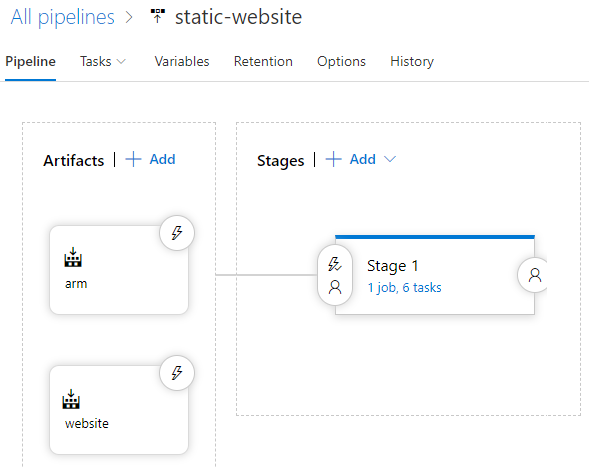 All pipelines > static-website
Pipeline Tasks Variables Retention Options History
Artifacts | + Add
Stages | + Add
arm
Stage 1
1 job, 6 tasks
website